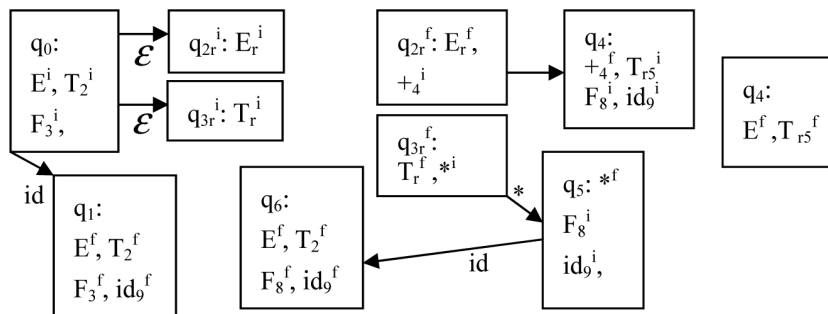 q₀:
Eⁱ, T₂ⁱ
F₃ⁱ,
ε
q₂ᵣⁱ: Eᵣⁱ
ε
q₃ᵣⁱ: Tᵣⁱ
id
q₁:
Eᶠ, T₂ᶠ
F₃ᶠ, id₉ᶠ
q₂ᵣᶠ: Eᵣᶠ,
+₄ⁱ
q₄:
+₄ᶠ, Tᵣ₅ⁱ
F₈ⁱ, id₉ⁱ
q₄:
Eᶠ ,Tᵣ₅ᶠ
q₃ᵣᶠ:
Tᵣᶠ ,*ⁱ
*
q₅: *ᶠ
F₈ⁱ
id₉ⁱ,
id
q₆:
Eᶠ, T₂ᶠ
F₈ᶠ, id₉ᶠ